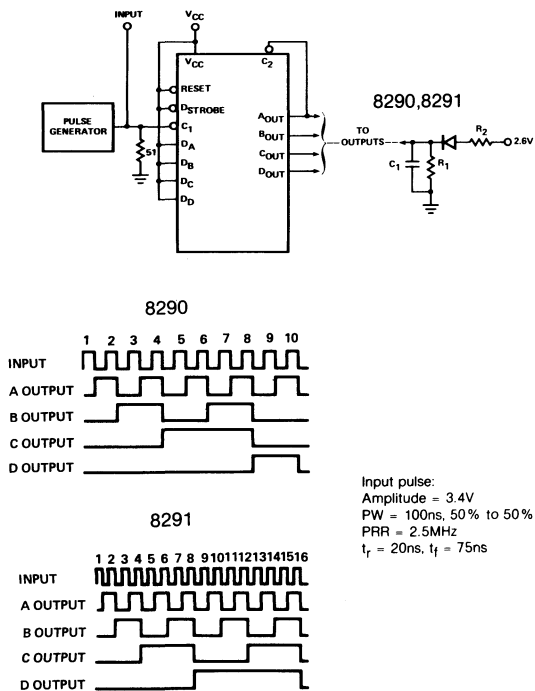 INPUT
VCC
VCC
C2
RESET
DSTROBE
C1
DA
DB
DC
DD
PULSE
GENERATOR
51
AOUT
BOUT
COUT
DOUT
TO
OUTPUTS
8290,8291
C1
R1
R2
2.6V
8290
1 2 3 4 5 6 7 8 9 10
INPUT
A OUTPUT
B OUTPUT
C OUTPUT
D OUTPUT
Input pulse:
Amplitude = 3.4V
PW = 100ns, 50% to 50%
PRR = 2.5MHz
tr = 20ns, tf = 75ns
8291
1 2 3 4 5 6 7 8 9 10 11 12 13 14 15 16
INPUT
A OUTPUT
B OUTPUT
C OUTPUT
D OUTPUT